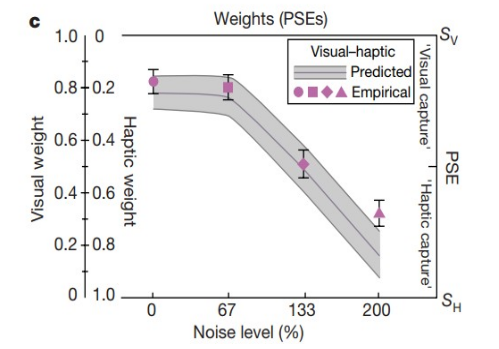 c
Weights (PSEs)
1.0 0 Sᵥ
Visual–haptic
Predicted
Empirical
0.8 0.2
0.6 0.4
0.4 0.6
0.2 0.8
0 1.0 S_H
Visual weight
Haptic weight
'Visual capture'
'Haptic capture'
PSE
0 67 133 200
Noise level (%)